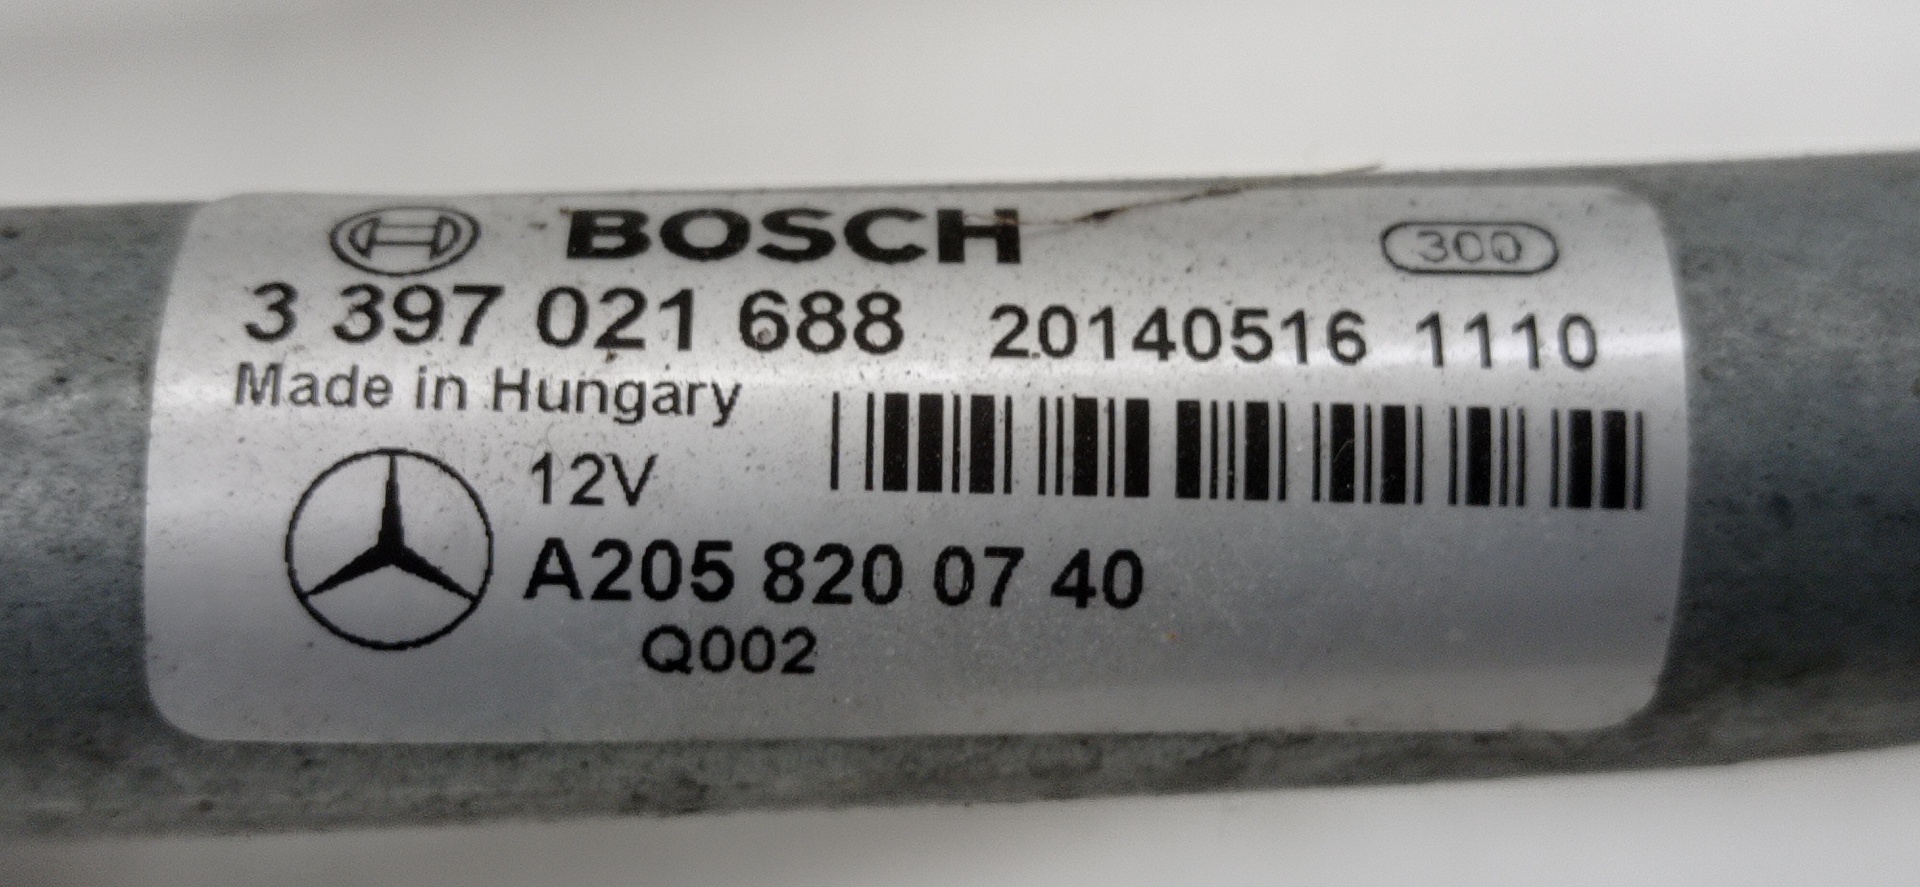 BOSCH 300
3 397 021 688 20140516 1110
Made in Hungary
12V
A205 820 07 40
Q002